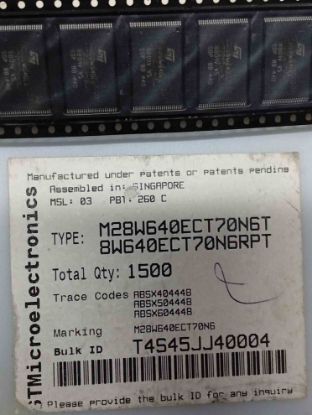 Manufactured under patents or patents pending
Assembled in: SINGAPORE
MSL: 03 PBT: 260 C
STMicroelectronics
TYPE: M28W640ECT70N6T
8W640ECT70N6RPT
Total Qty: 1500
Trace Codes ABSX40444B
ABSX50444B
ABSX60444B
Marking M28W640ECT70N6
Bulk ID T4S45JJ40004
Please provide the bulk ID for any inquiry